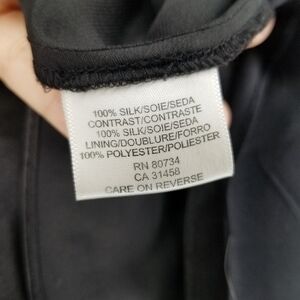 100% SILK/SOIE/SEDA
CONTRAST/CONTRASTE
100% SILK/SOIE/SEDA
LINING/DOUBLURE/FORRO
100% POLYESTER/POLIESTER
RN 80734
CA 31458
CARE ON REVERSE